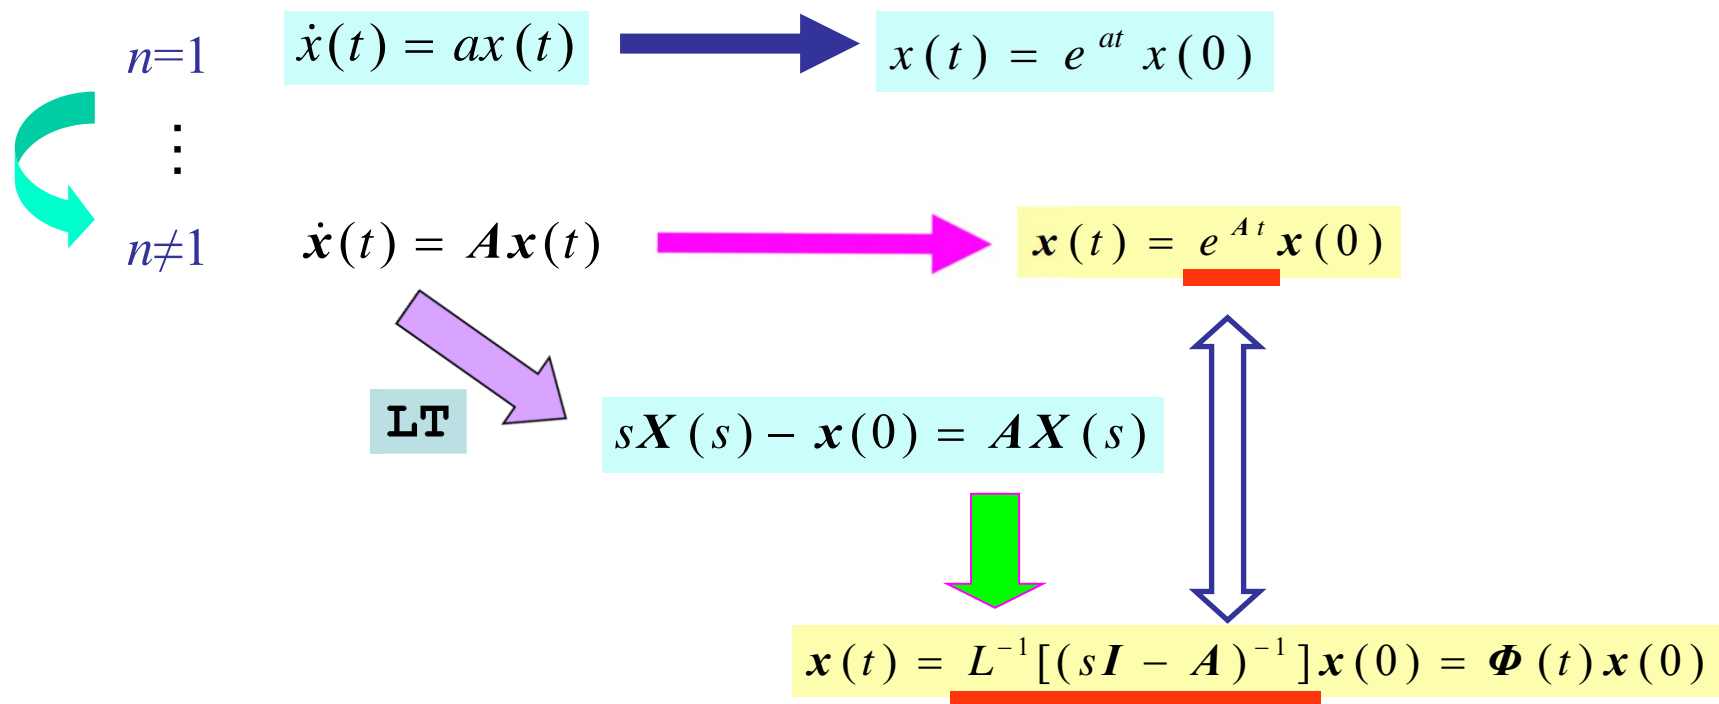 n=1 ẋ(t) = ax(t) x(t) = e^{at} x(0)
⋮
n≠1 ẋ(t) = Ax(t) x(t) = e^{At} x(0)
LT sX(s) − x(0) = AX(s)
x(t) = L⁻¹[(sI − A)⁻¹]x(0) = Φ(t)x(0)